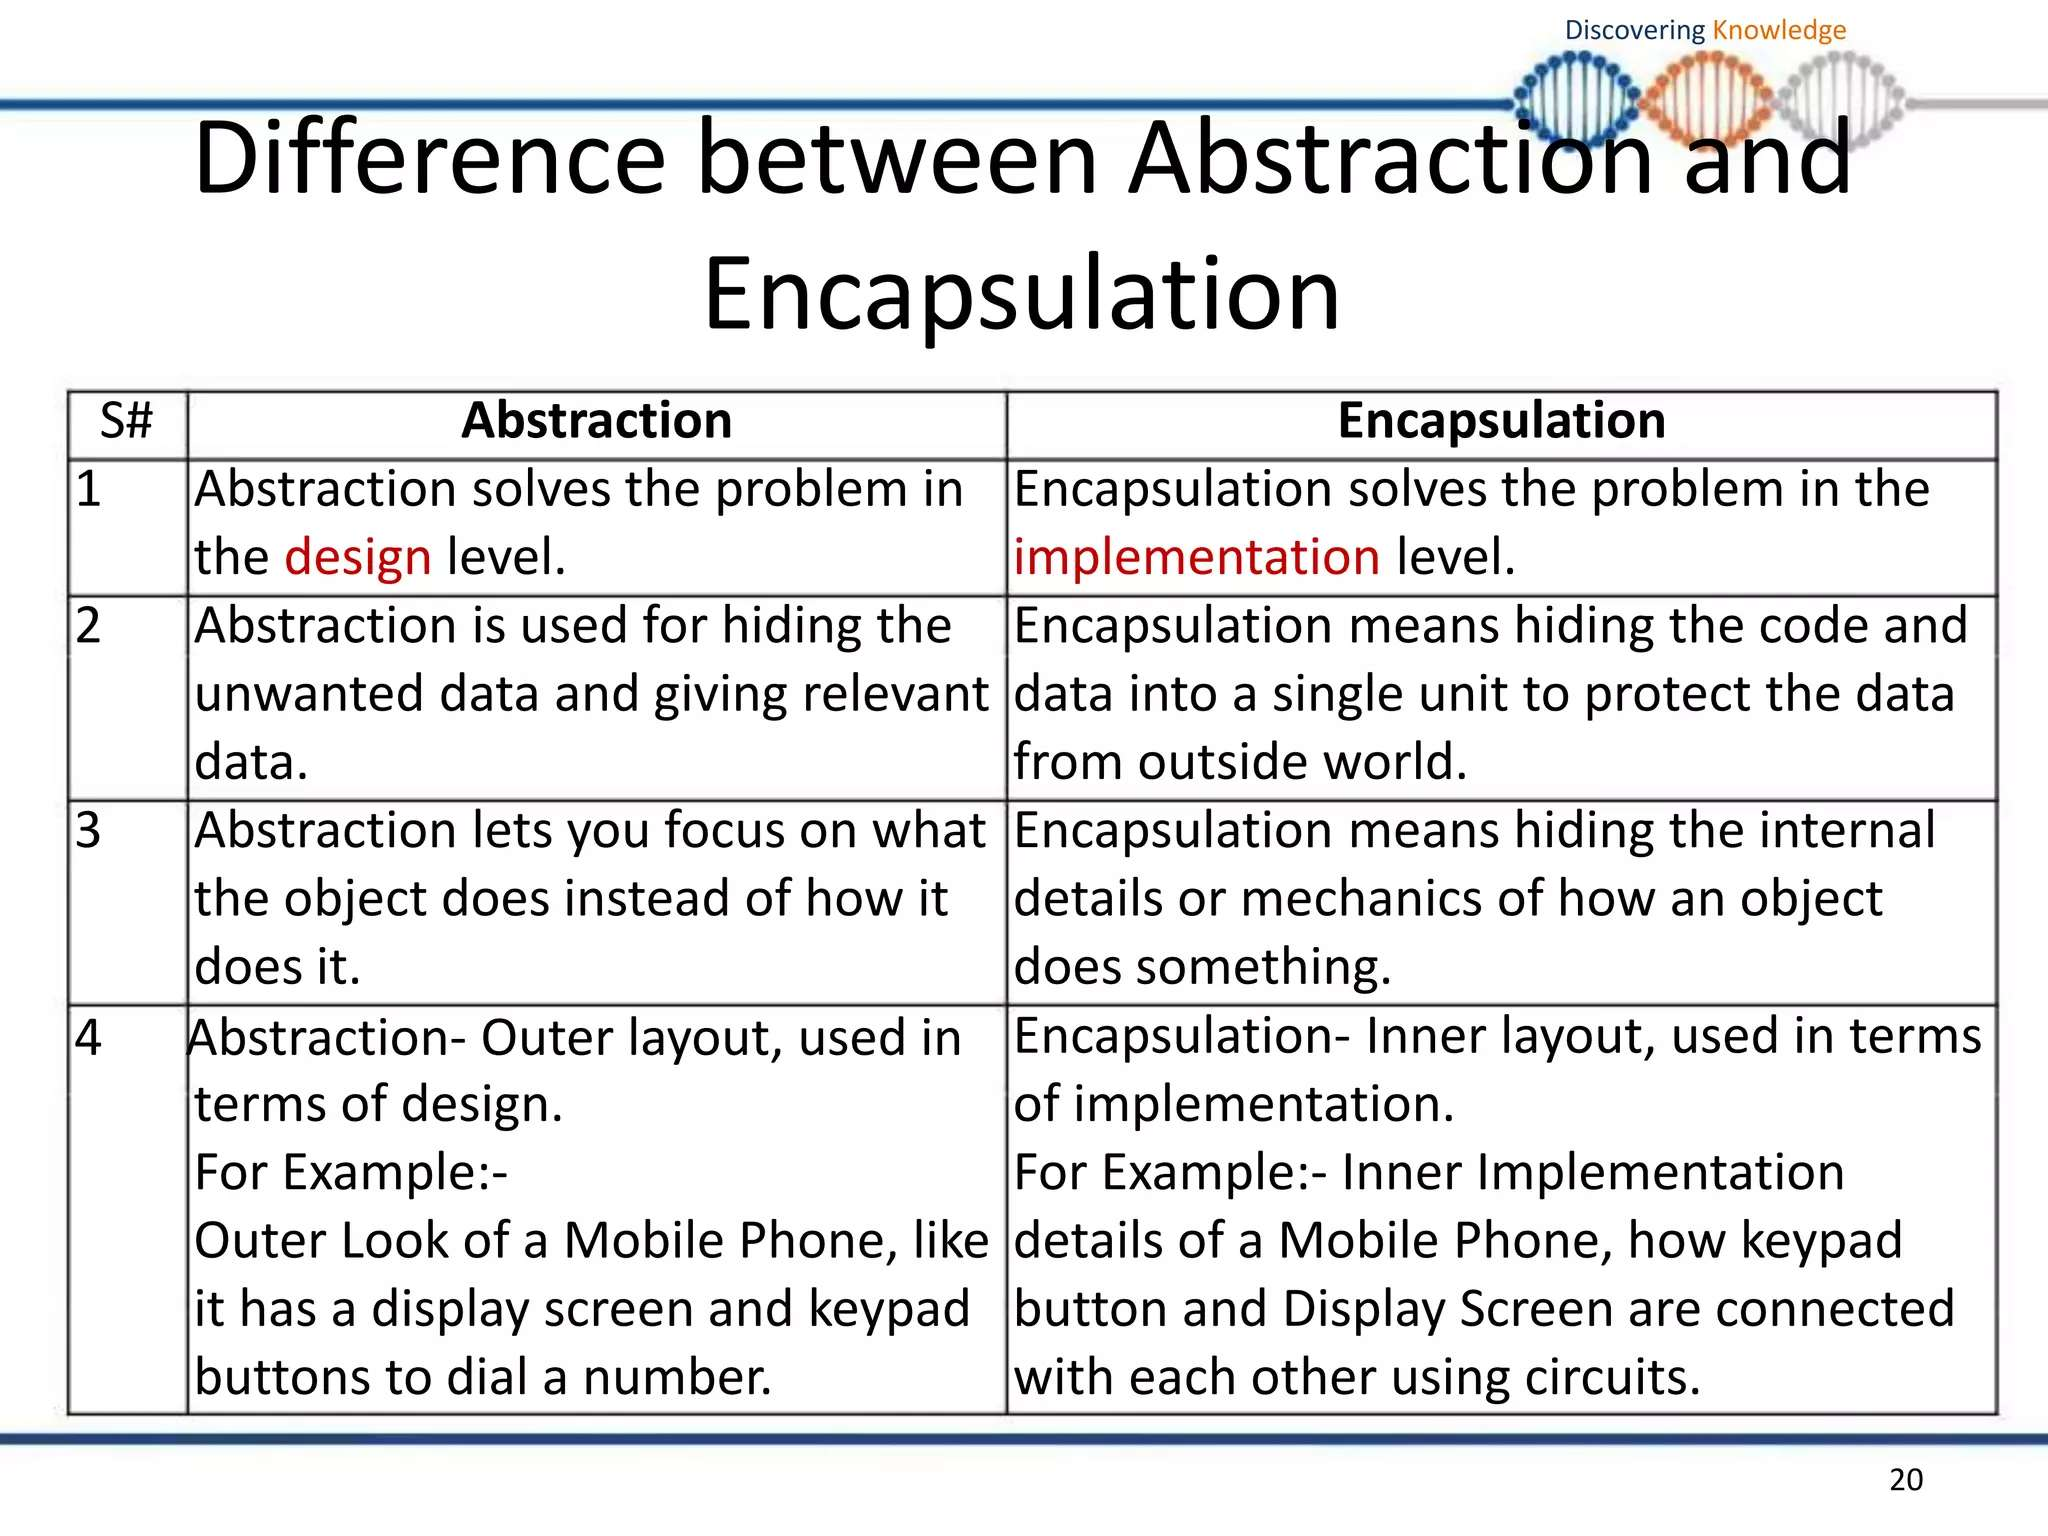 Discovering Knowledge
Difference between Abstraction and
Encapsulation
S# Abstraction Encapsulation
1 Abstraction solves the problem in
the design level.
Encapsulation solves the problem in the
implementation level.
2 Abstraction is used for hiding the
unwanted data and giving relevant
data.
Encapsulation means hiding the code and
data into a single unit to protect the data
from outside world.
3 Abstraction lets you focus on what
the object does instead of how it
does it.
Encapsulation means hiding the internal
details or mechanics of how an object
does something.
4 Abstraction- Outer layout, used in
terms of design.
For Example:-
Outer Look of a Mobile Phone, like
it has a display screen and keypad
buttons to dial a number.
Encapsulation- Inner layout, used in terms
of implementation.
For Example:- Inner Implementation
details of a Mobile Phone, how keypad
button and Display Screen are connected
with each other using circuits.
20